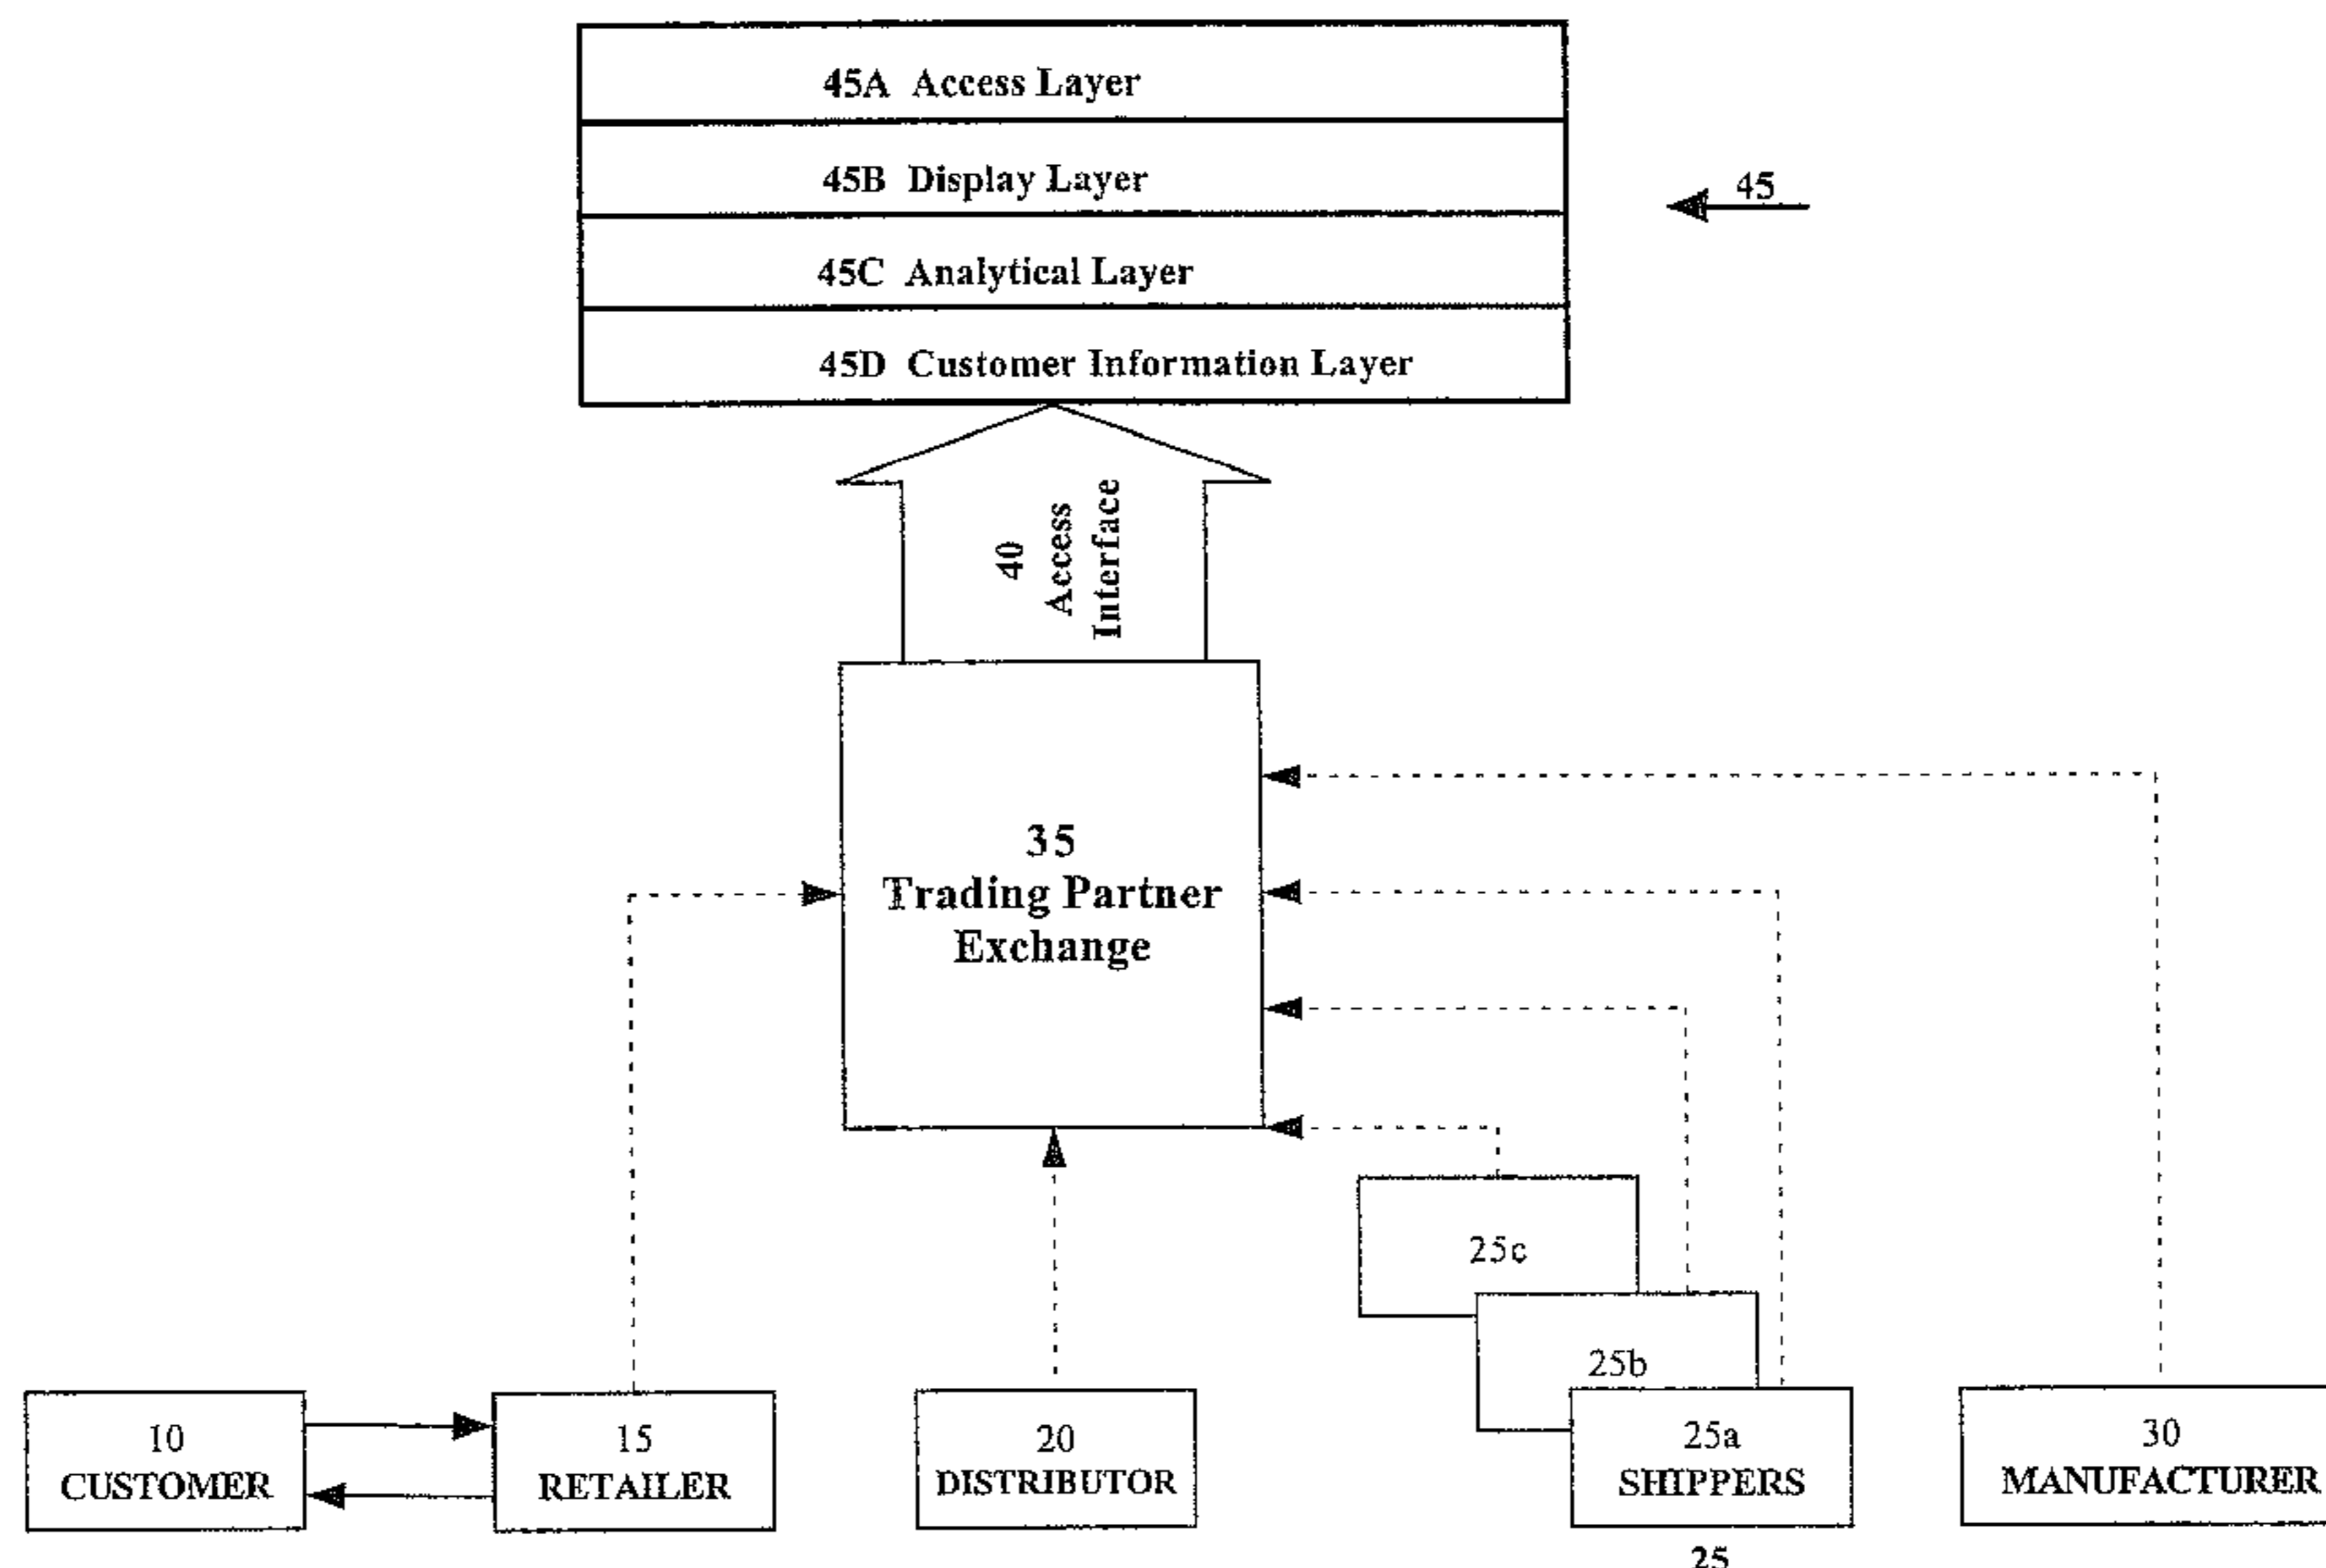 45A Access Layer
45B Display Layer
45
45C Analytical Layer
45D Customer Information Layer
40
Access
Interface
35
Trading Partner
Exchange
25c
25b
10
CUSTOMER
15
RETAILER
20
DISTRIBUTOR
25a
SHIPPERS
30
MANUFACTURER
25